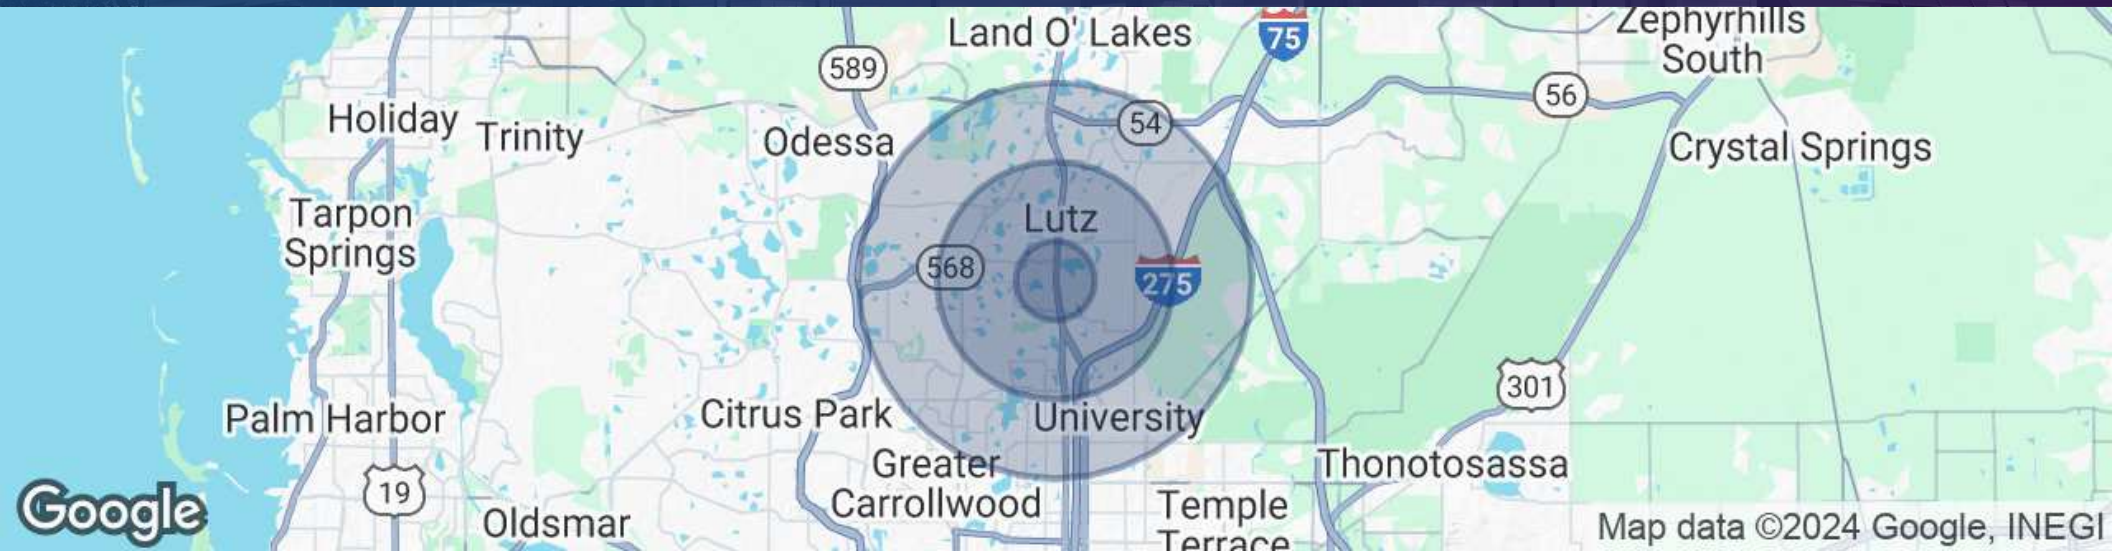 Land O' Lakes
75
Zephyrhills
South
589
56
Holiday
Trinity
54
Odessa
Crystal Springs
Tarpon
Springs
Lutz
568
275
301
Palm Harbor
Citrus Park
University
Greater
Carrollwood
Thonotosassa
19
Google
Oldsmar
Temple
Terrace
Map data ©2024 Google, INEGI